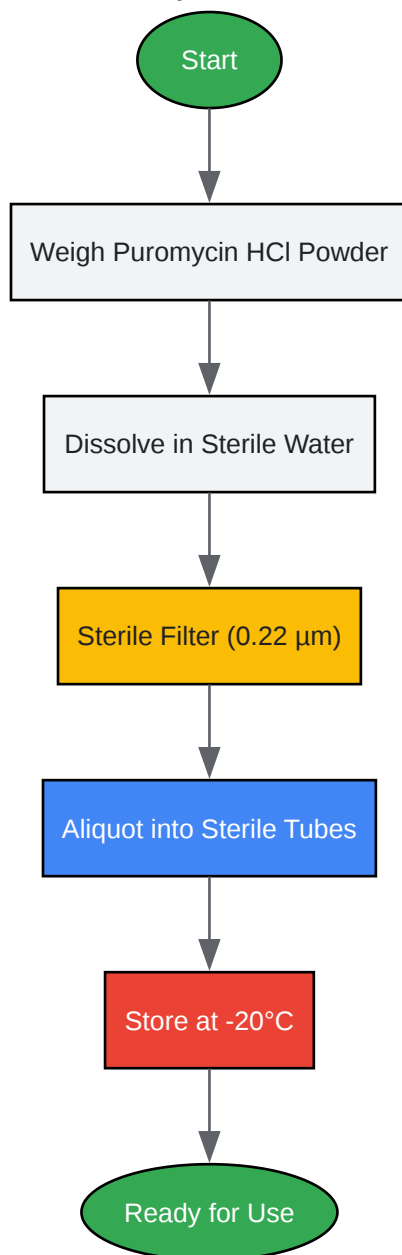 Start
Weigh Puromycin HCl Powder
Dissolve in Sterile Water
Sterile Filter (0.22 µm)
Aliquot into Sterile Tubes
Store at -20°C
Ready for Use